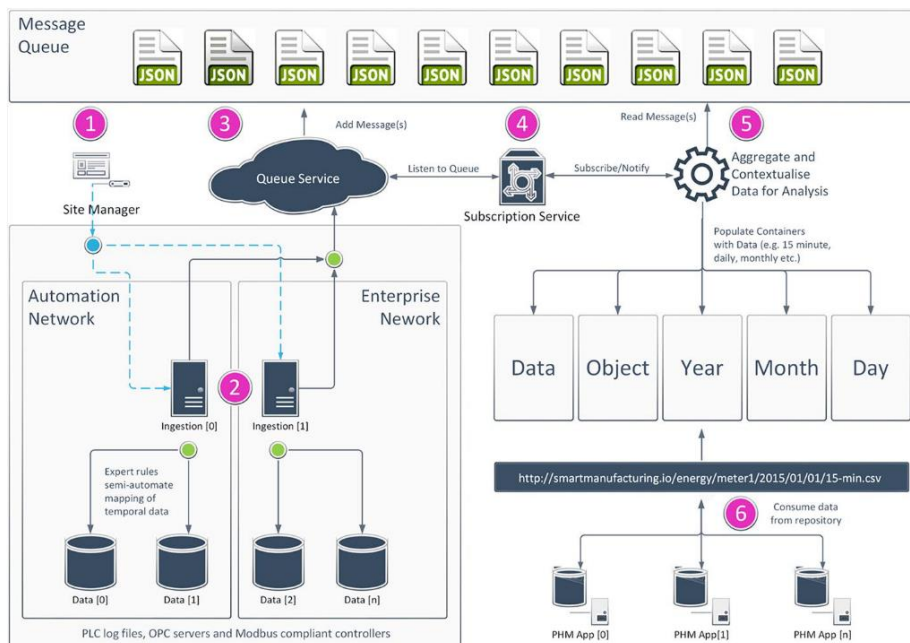 Message
Queue
JSON
JSON
JSON
JSON
JSON
JSON
JSON
JSON
JSON
JSON
1
3
4
5
Add Message(s)
Read Message(s)
Site Manager
Queue Service
Listen to Queue
Subscription Service
Subscribe/Notify
Aggregate and
Contextualise
Data for Analysis
Populate Containers
with Data (e.g. 15 minute,
daily, monthly etc.)
Automation
Network
Enterprise
Nework
2
Ingestion [0]
Ingestion [1]
Expert rules
semi-automate
mapping of
temporal data
Data [0]
Data [1]
Data [2]
Data [n]
PLC log files, OPC servers and Modbus compliant controllers
Data
Object
Year
Month
Day
http://smartmanufacturing.io/energy/meter1/2015/01/01/15-min.csv
6
Consume data
from repository
PHM App [0]
PHM App[1]
PHM App [n]